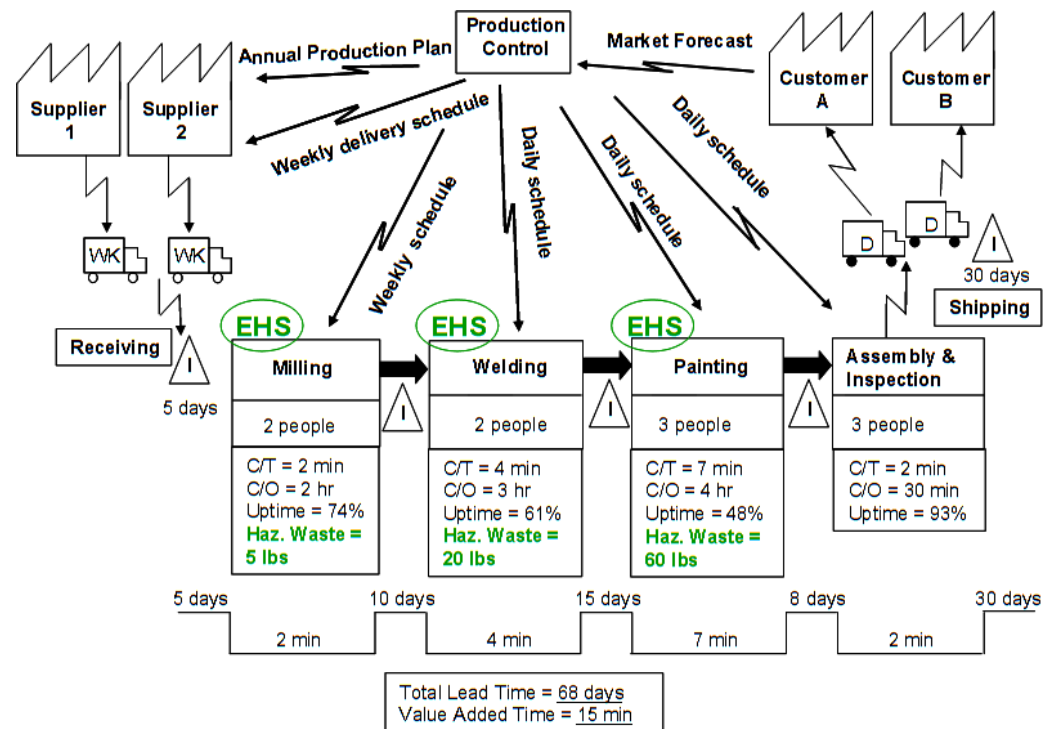 Production
Control
Annual Production Plan
Market Forecast
Supplier
1
Supplier
2
Customer
A
Customer
B
Weekly delivery schedule
Weekly schedule
Daily schedule
Daily schedule
Daily schedule
WK
WK
D
D
I
30 days
Shipping
Receiving
I
5 days
EHS
Milling
2 people
C/T = 2 min
C/O = 2 hr
Uptime = 74%
Haz. Waste =
5 lbs
I
EHS
Welding
2 people
C/T = 4 min
C/O = 3 hr
Uptime = 61%
Haz. Waste =
20 lbs
I
EHS
Painting
3 people
C/T = 7 min
C/O = 4 hr
Uptime = 48%
Haz. Waste =
60 lbs
I
Assembly &
Inspection
3 people
C/T = 2 min
C/O = 30 min
Uptime = 93%
5 days
10 days
15 days
8 days
30 days
2 min
4 min
7 min
2 min
Total Lead Time = 68 days
Value Added Time = 15 min